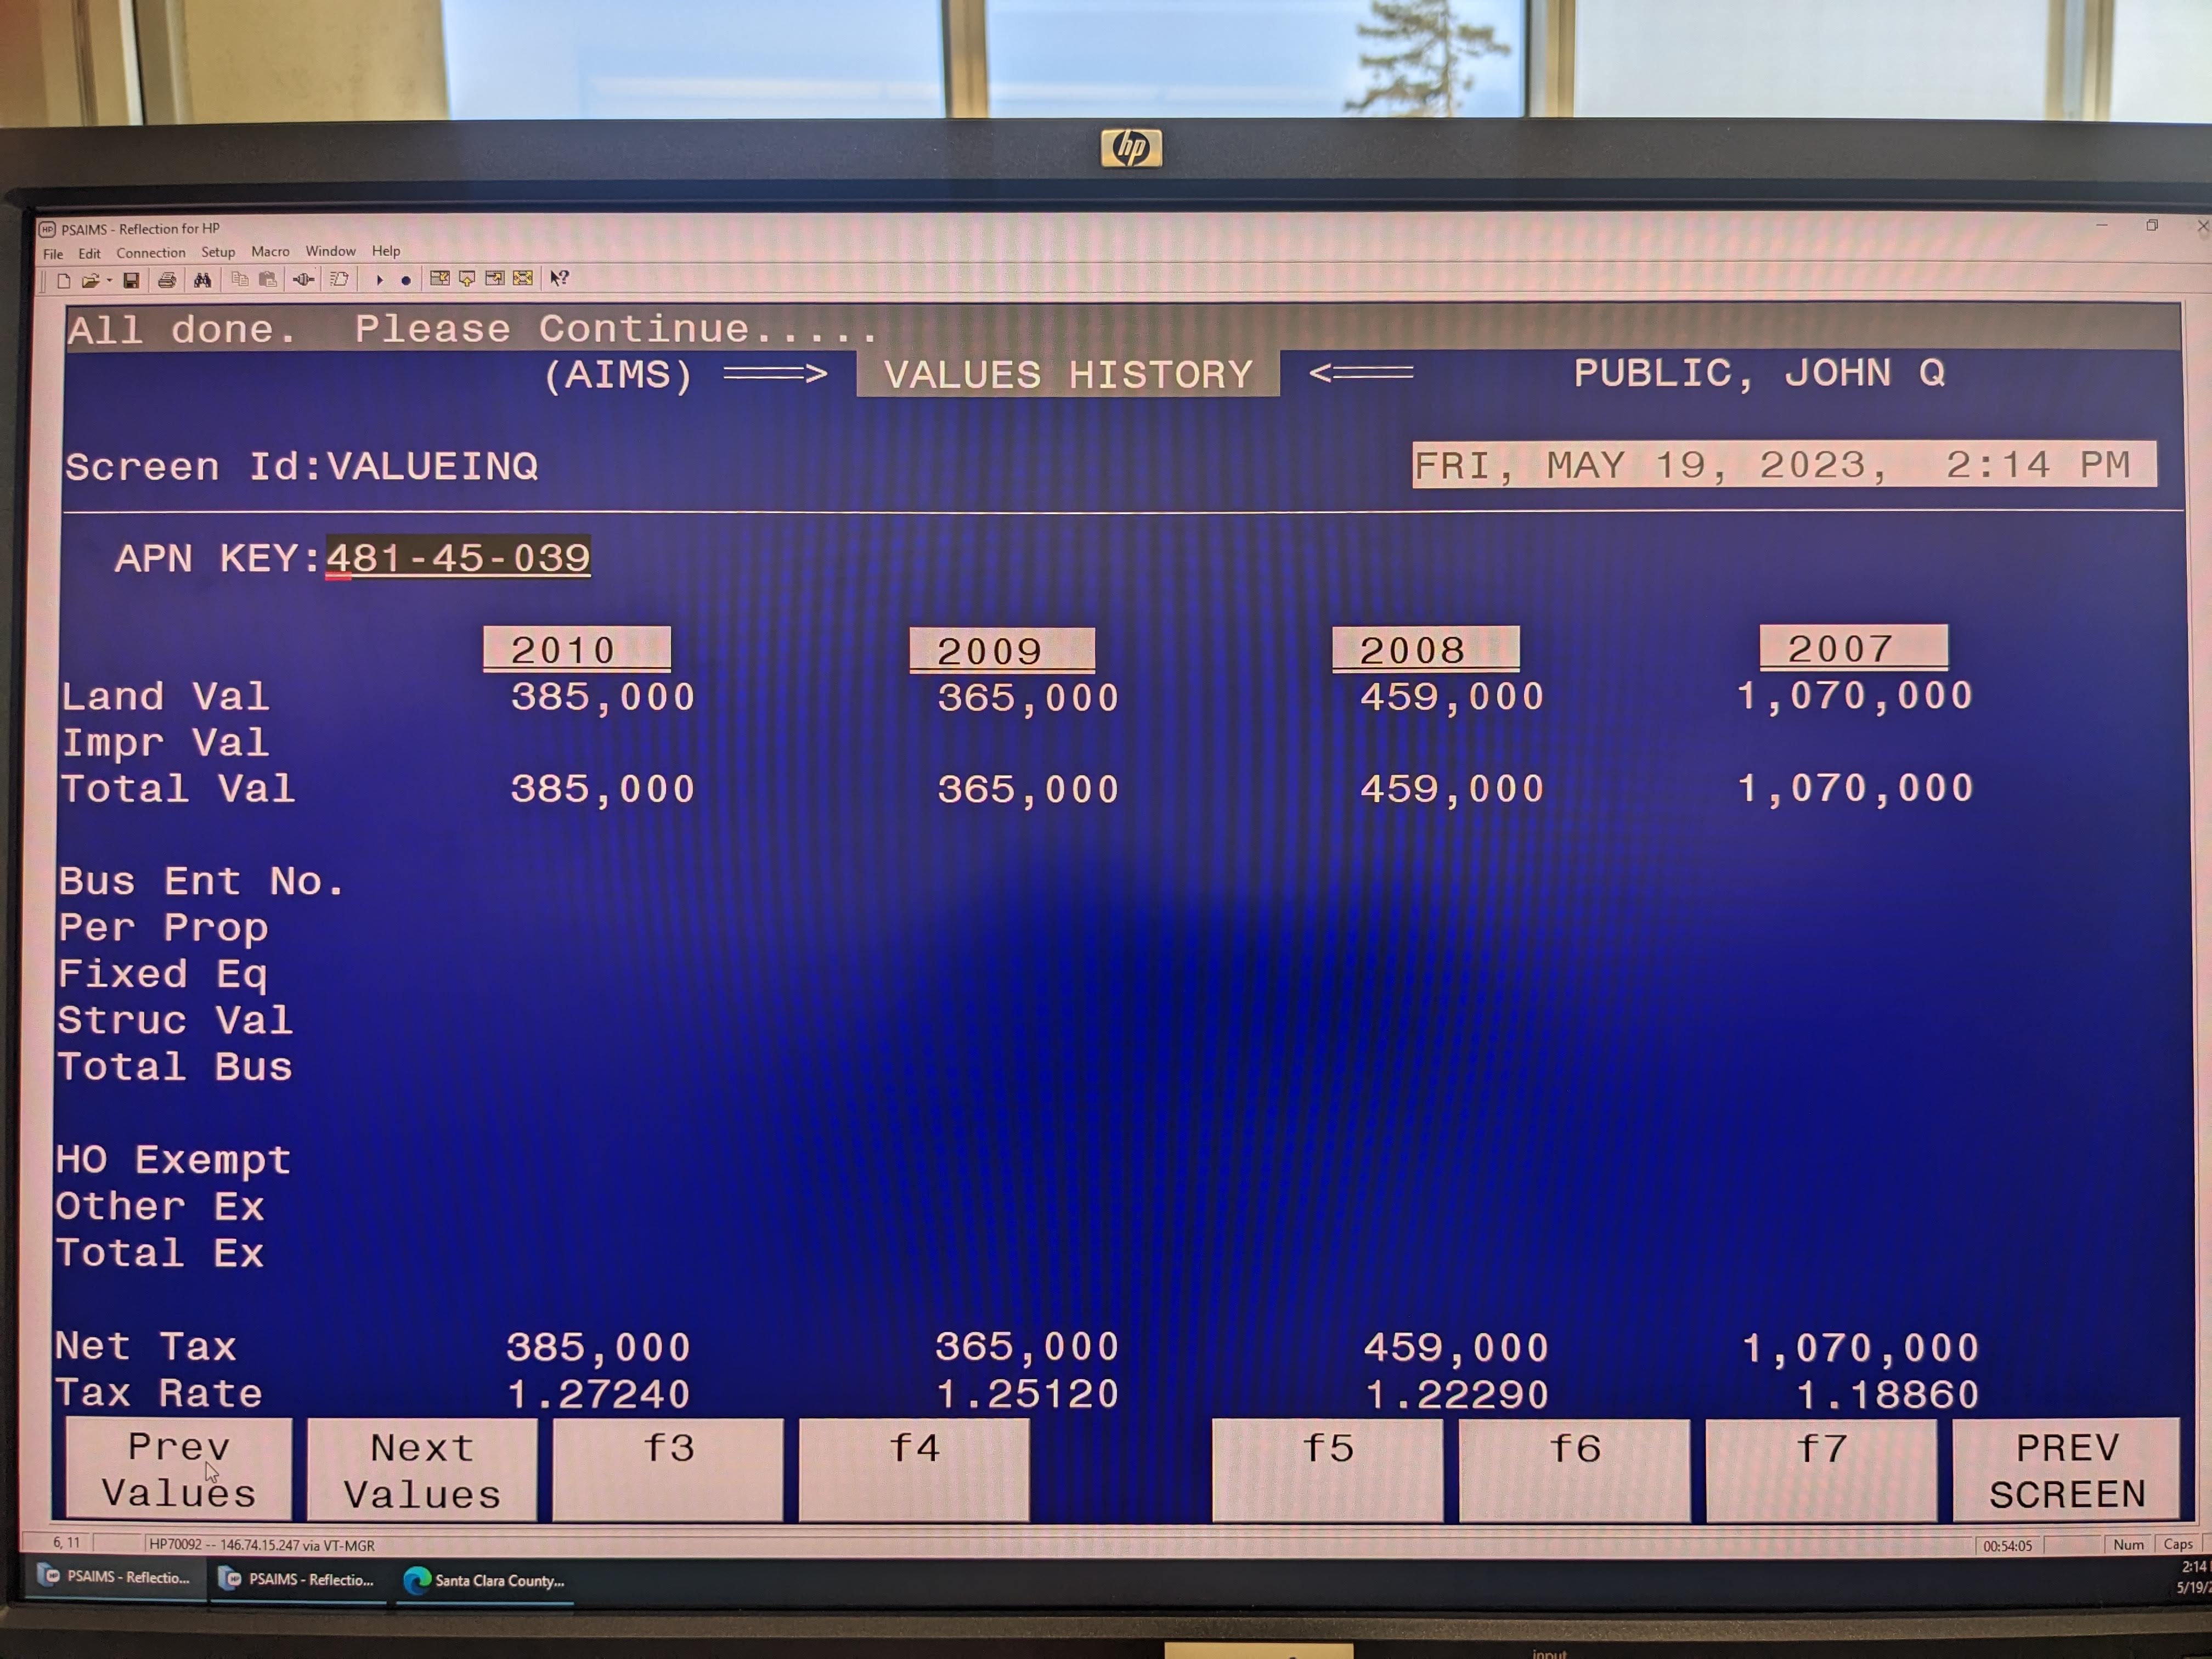 hp
PSAIMS - Reflection for HP
File Edit Connection Setup Macro Window Help
All done. Please Continue.....
(AIMS) ===> VALUES HISTORY <=== PUBLIC, JOHN Q
Screen Id:VALUEINQ FRI, MAY 19, 2023, 2:14 PM
APN KEY:481-45-039
2010 2009 2008 2007
Land Val 385,000 365,000 459,000 1,070,000
Impr Val
Total Val 385,000 365,000 459,000 1,070,000
Bus Ent No.
Per Prop
Fixed Eq
Struc Val
Total Bus
HO Exempt
Other Ex
Total Ex
Net Tax 385,000 365,000 459,000 1,070,000
Tax Rate 1.27240 1.25120 1.22290 1.18860
Prev Next f3 f4 f5 f6 f7 PREV
Values Values SCREEN
6, 11 HP70092 -- 146.74.15.247 via VT-MGR 00:54:05 Num Caps
PSAIMS - Reflectio... PSAIMS - Reflectio... Santa Clara County... 2:14
5/19/2
input